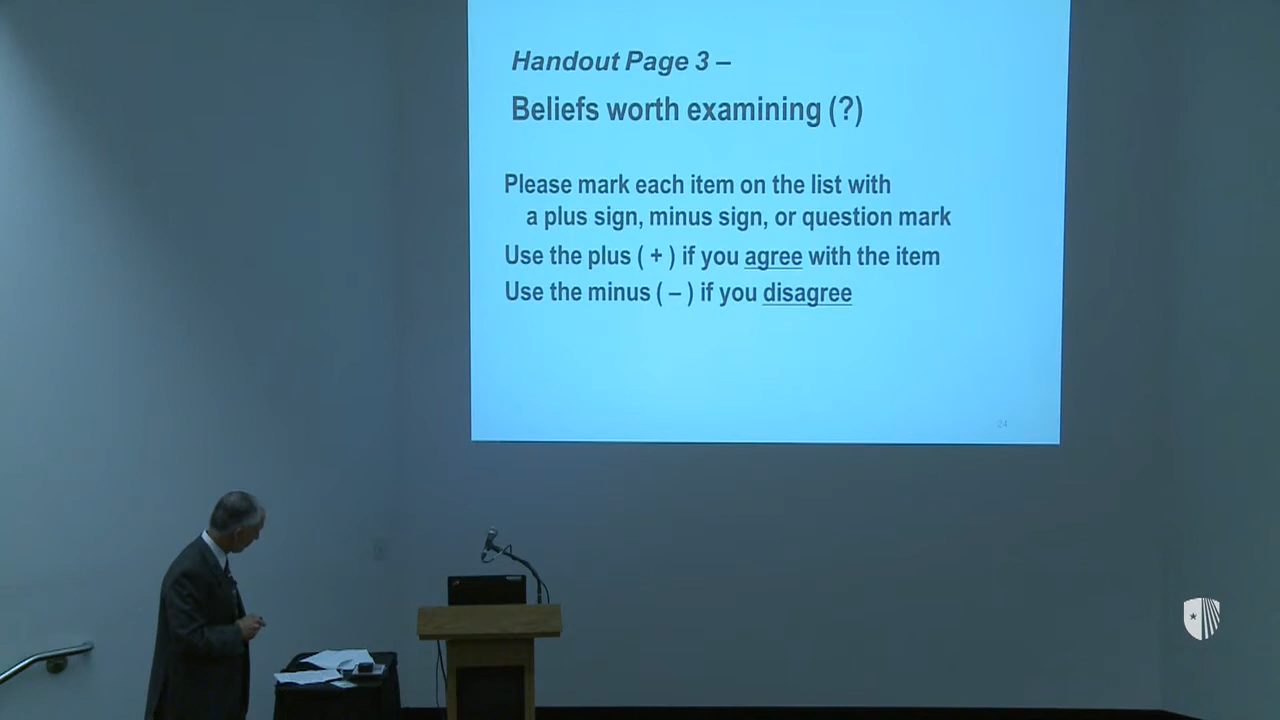 Handout Page 3 –
Beliefs worth examining (?)
Please mark each item on the list with
a plus sign, minus sign, or question mark
Use the plus ( + ) if you agree with the item
Use the minus ( – ) if you disagree
24